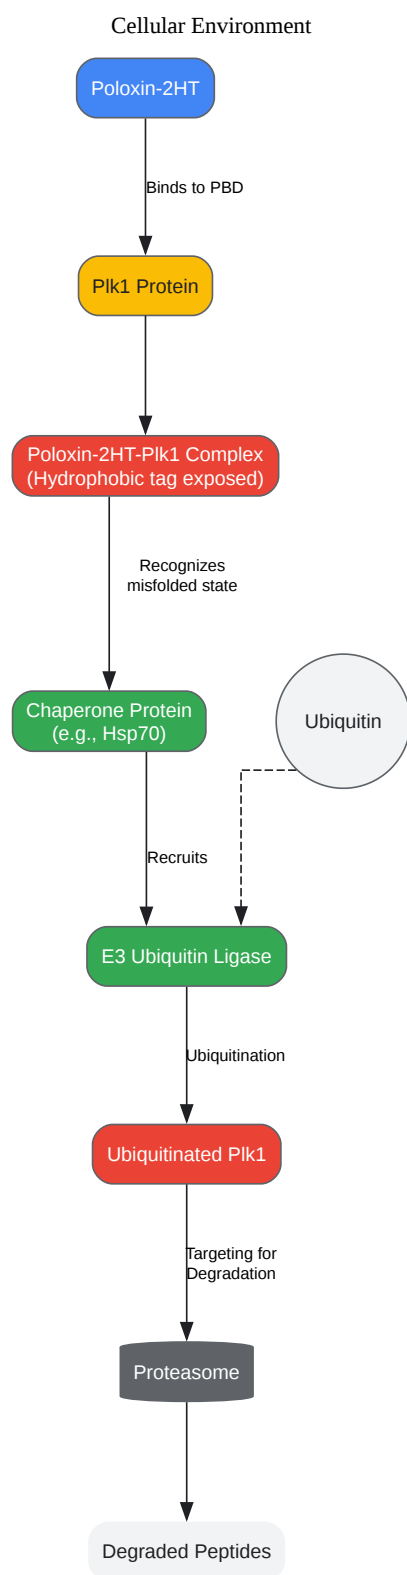 Cellular Environment
Poloxin-2HT
Binds to PBD
Plk1 Protein
Poloxin-2HT-Plk1 Complex
(Hydrophobic tag exposed)
Recognizes
misfolded state
Chaperone Protein
(e.g., Hsp70)
Ubiquitin
Recruits
E3 Ubiquitin Ligase
Ubiquitination
Ubiquitinated Plk1
Targeting for
Degradation
Proteasome
Degraded Peptides